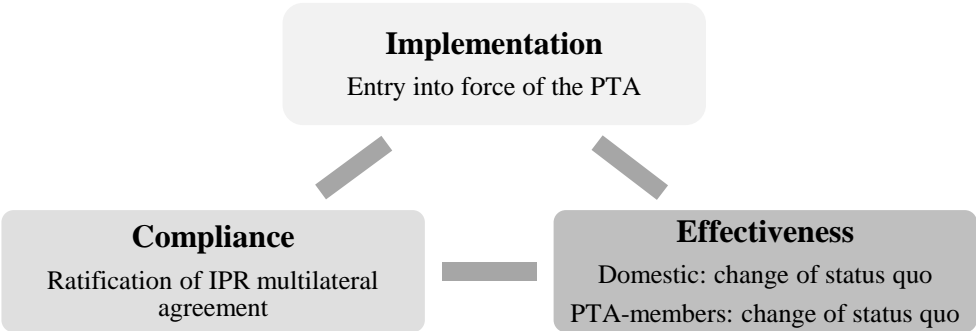 Implementation
Entry into force of the PTA
Compliance
Ratification of IPR multilateral
agreement
Effectiveness
Domestic: change of status quo
PTA-members: change of status quo